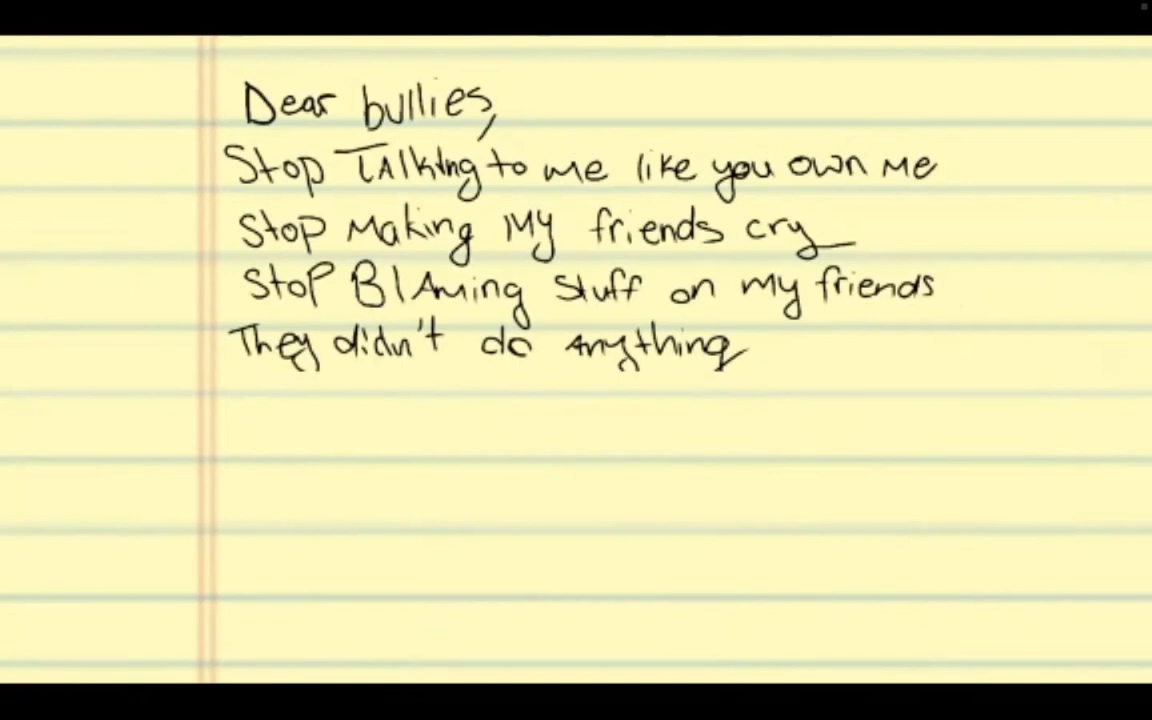 Dear bullies,
Stop TAlking to me like you own me
Stop Making My friends cry
Stop BlAming stuff on my friends
They didn't do Anything